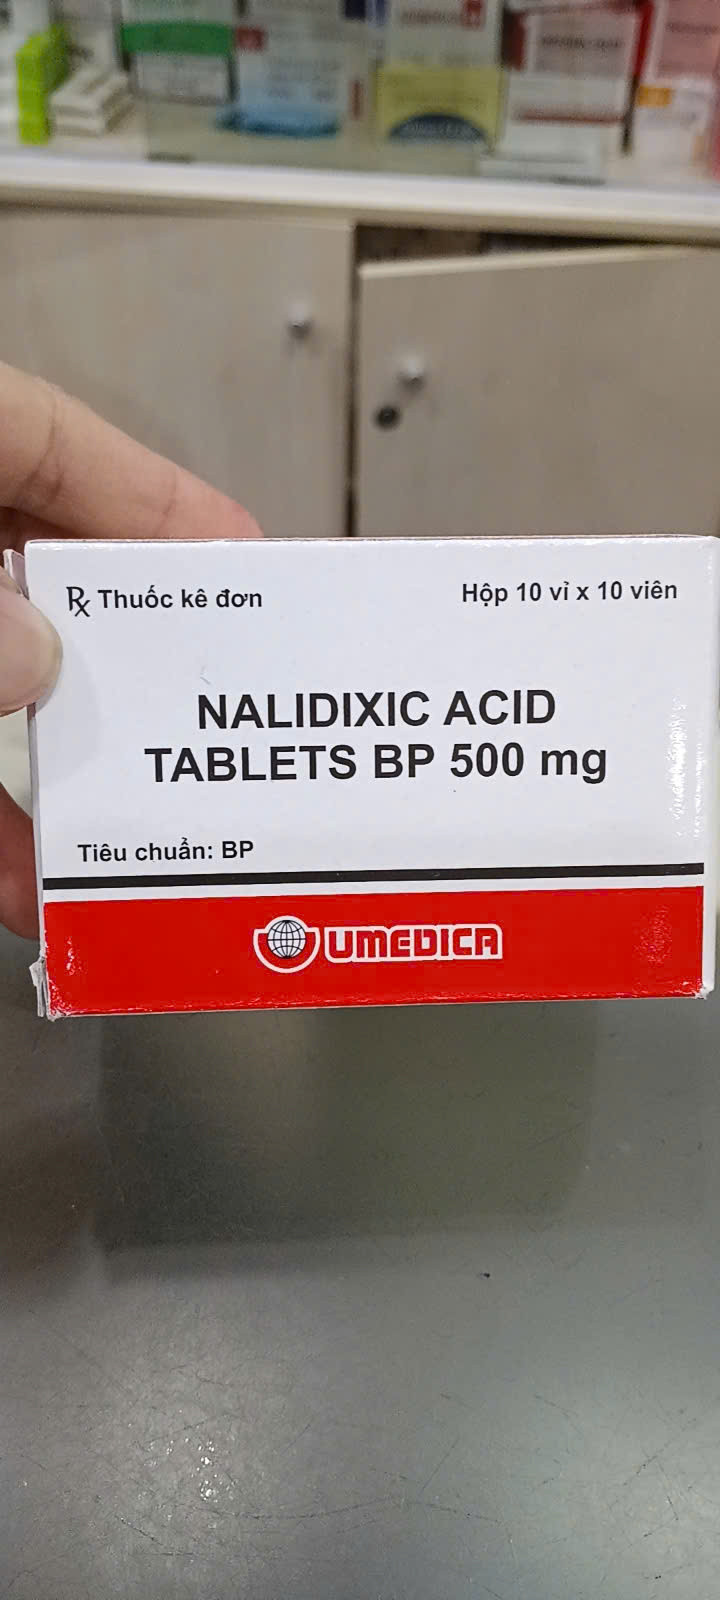 Rx Thuốc kê đơn
Hộp 10 vỉ x 10 viên
NALIDIXIC ACID
TABLETS BP 500 mg
Tiêu chuẩn: BP
UMEDICA